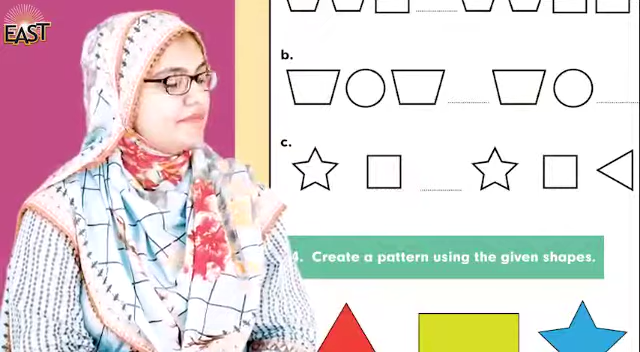 EAST
b.
c.
4. Create a pattern using the given shapes.